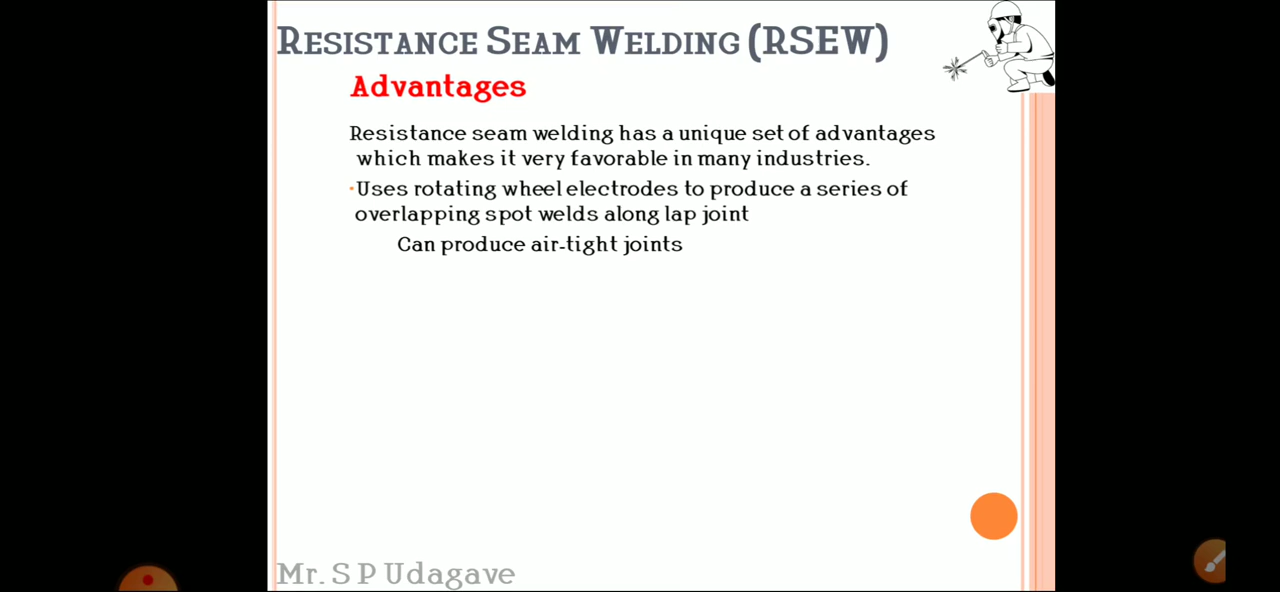 RESISTANCE SEAM WELDING (RSEW)
Advantages
Resistance seam welding has a unique set of advantages
which makes it very favorable in many industries.
•Uses rotating wheel electrodes to produce a series of
overlapping spot welds along lap joint
Can produce air-tight joints
Mr. S P Udagave